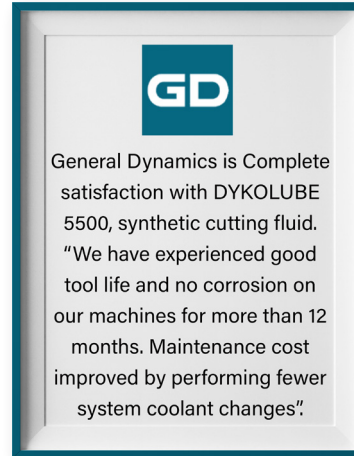 GD
General Dynamics is Complete
satisfaction with DYKOLUBE
5500, synthetic cutting fluid.
“We have experienced good
tool life and no corrosion on
our machines for more than 12
months. Maintenance cost
improved by performing fewer
system coolant changes”.